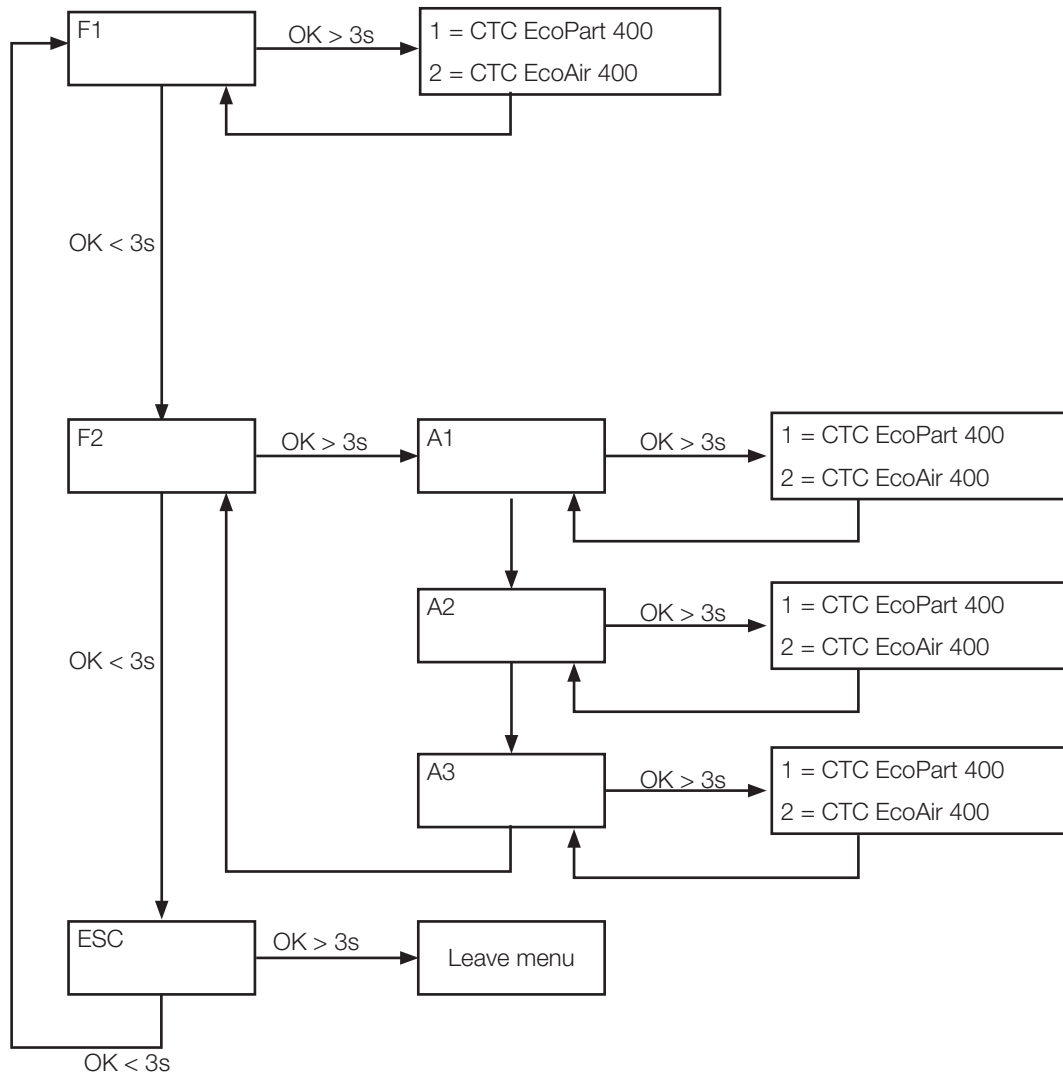 F1
OK > 3s
1 = CTC EcoPart 400
2 = CTC EcoAir 400
OK < 3s
F2
OK > 3s
A1
OK > 3s
1 = CTC EcoPart 400
2 = CTC EcoAir 400
A2
OK > 3s
1 = CTC EcoPart 400
2 = CTC EcoAir 400
OK < 3s
A3
OK > 3s
1 = CTC EcoPart 400
2 = CTC EcoAir 400
ESC
OK > 3s
Leave menu
OK < 3s